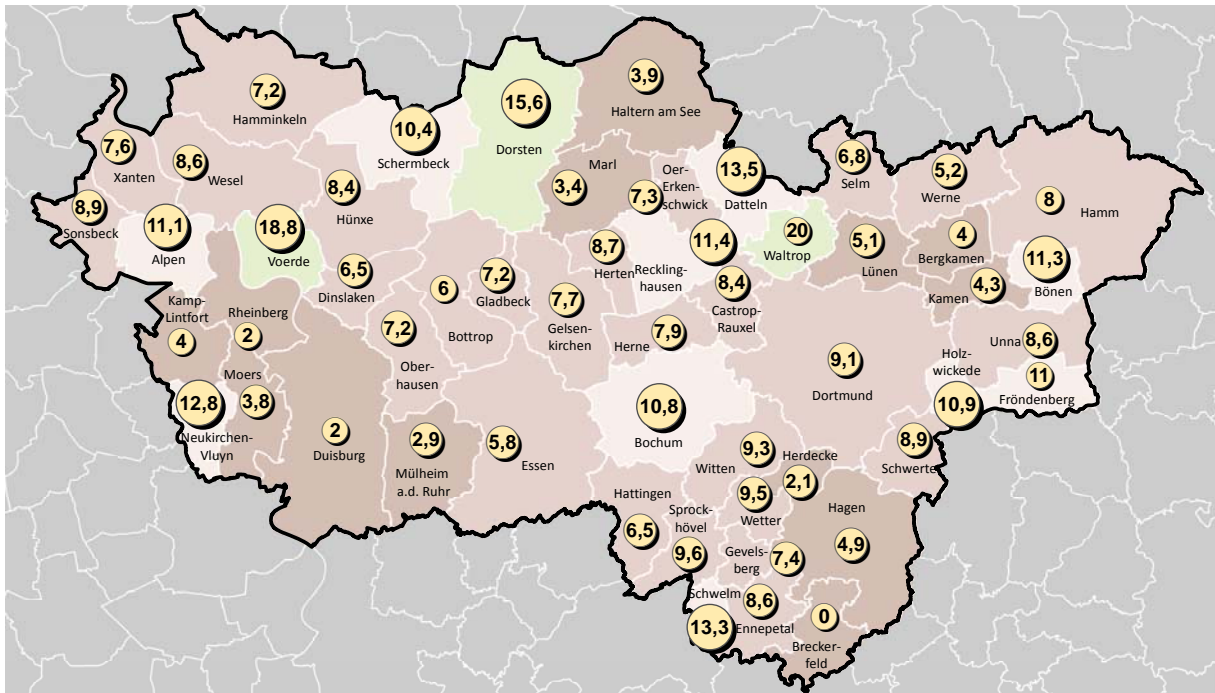 7,2
Hamminkeln
7,6
Xanten
8,6
Wesel
8,9
Sonsbeck
11,1
Alpen
18,8
Voerde
8,4
Hünxe
10,4
Schermbeck
15,6
Dorsten
3,9
Haltern am See
Marl
3,4
Oer-
Erken-
schwick
7,3
13,5
Datteln
6,8
Selm
5,2
Werne
8
Hamm
20
Waltrop
5,1
Lünen
4
Bergkamen
4,3
Kamen
11,3
Bönen
11,4
Reckling-
hausen
8,7
Herten
8,4
Castrop-
Rauxel
6,5
Dinslaken
6
Bottrop
7,2
Gladbeck
7,7
Gelsen-
kirchen
7,2
Ober-
hausen
Herne
7,9
Kamp-
Lintfort
4
Rheinberg
2
Moers
3,8
12,8
Neukirchen-
Vluyn
2
Duisburg
2,9
Mülheim
a.d. Ruhr
5,8
Essen
10,8
Bochum
9,1
Dortmund
Holz-
wickede
10,9
Unna
8,6
11
Fröndenberg
8,9
Schwerte
9,3
Witten
Herdecke
2,1
9,5
Wetter
Hattingen
6,5
Sprock-
hövel
9,6
Gevels-
berg
7,4
Hagen
4,9
Schwelm
13,3
8,6
Ennepetal
0
Brecker-
feld